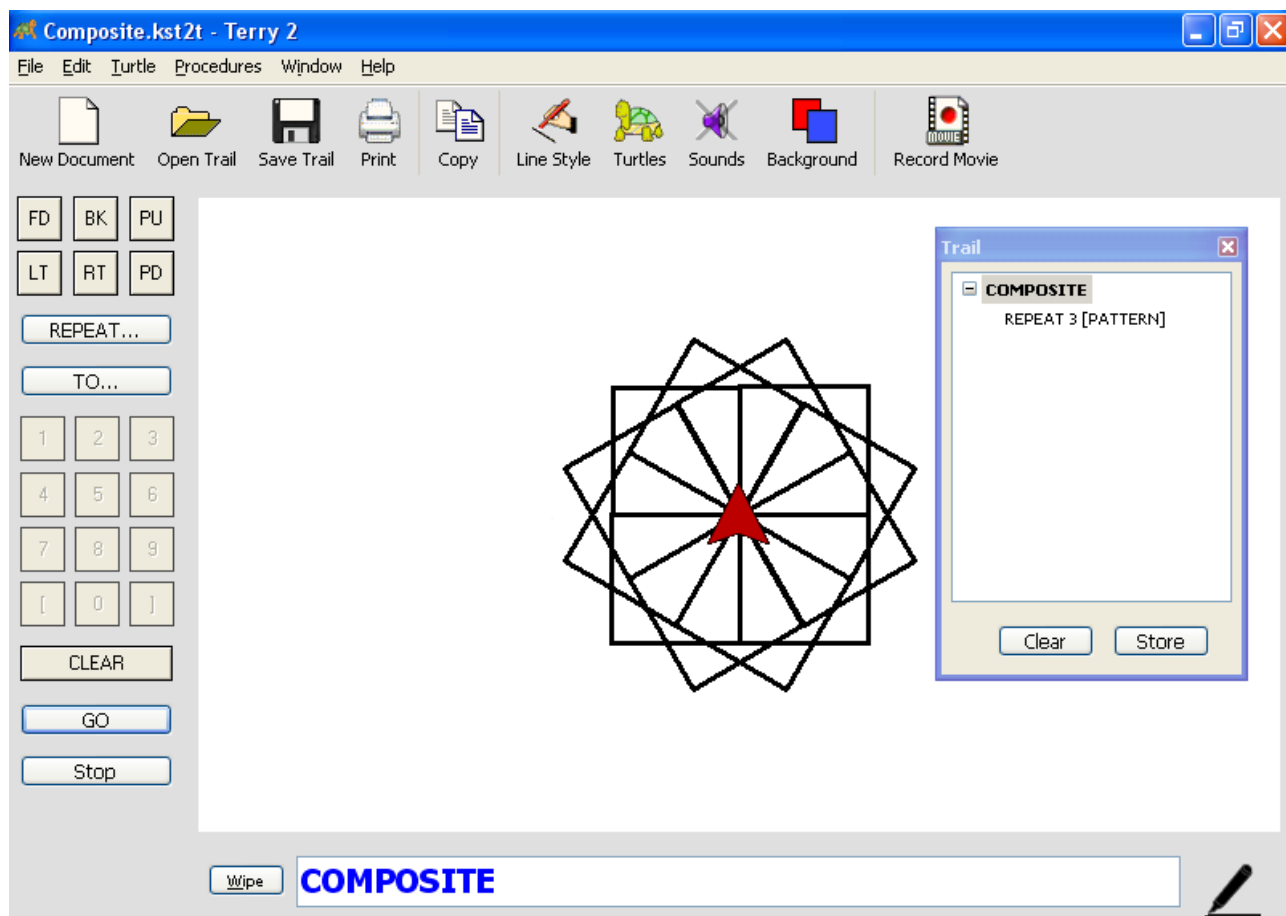 Composite.kst2t - Terry 2
File Edit Turtle Procedures Window Help
New Document Open Trail Save Trail Print Copy Line Style Turtles Sounds Background MOVIE Record Movie
FD BK PU
LT RT PD
REPEAT...
TO...
1 2 3
4 5 6
7 8 9
[ 0 ]
CLEAR
GO
Stop
Trail
COMPOSITE
REPEAT 3 [PATTERN]
Clear Store
Wipe COMPOSITE